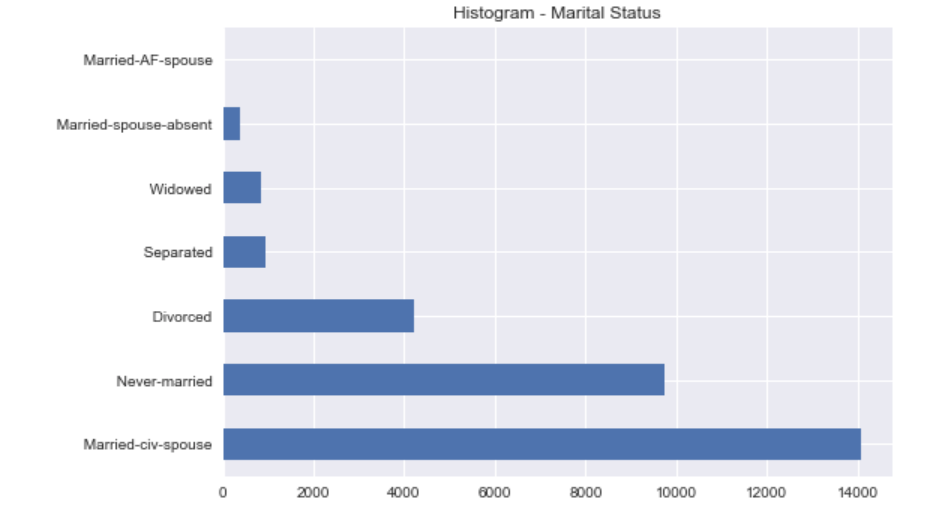 Histogram - Marital Status
Married-AF-spouse
Married-spouse-absent
Widowed
Separated
Divorced
Never-married
Married-civ-spouse
0 2000 4000 6000 8000 10000 12000 14000